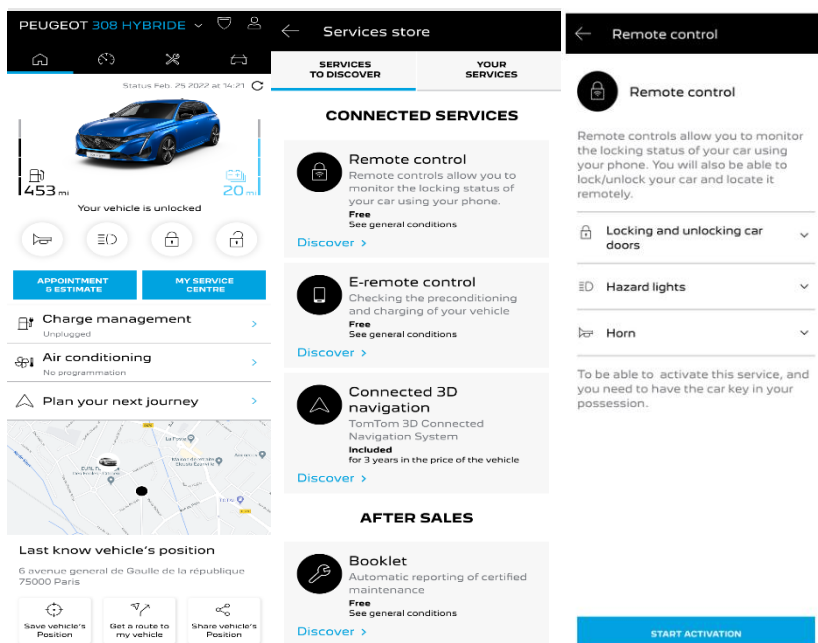 PEUGEOT 308 HYBRIDE
Status Feb. 25 2022 at 14:21
453 mi
20 mi
Your vehicle is unlocked
APPOINTMENT
& ESTIMATE
MY SERVICE
CENTRE
Charge management
Unplugged
Air conditioning
No programmation
Plan your next journey
La Poste
Last know vehicle's position
6 avenue general de Gaulle de la république
75000 Paris
Save vehicle's
Position
Get a route to
my vehicle
Share vehicle's
Position
Services store
SERVICES
TO DISCOVER
YOUR
SERVICES
CONNECTED SERVICES
Remote control
Remote controls allow you to
monitor the locking status of
your car using your phone.
Free
See general conditions
Discover >
E-remote control
Checking the preconditioning
and charging of your vehicle
Free
See general conditions
Discover >
Connected 3D
navigation
TomTom 3D Connected
Navigation System
Included
for 3 years in the price of the vehicle
Discover >
AFTER SALES
Booklet
Automatic reporting of certified
maintenance
Free
See general conditions
Discover >
Remote control
Remote control
Remote controls allow you to monitor
the locking status of your car using
your phone. You will also be able to
lock/unlock your car and locate it
remotely.
Locking and unlocking car
doors
Hazard lights
Horn
To be able to activate this service, and
you need to have the car key in your
possession.
START ACTIVATION